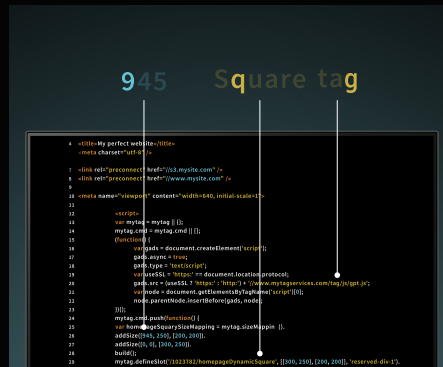 945 Square tag
4 <title>My perfect website</title>
<meta charset="utf-8" />
7 <link rel="preconnect" href="//s3.mysite.com" />
8 <link rel="preconnect" href="//www.mysite.com" />
9
10 <meta name="viewport" content="width=640, initial-scale=1">
11
12 <script>
13 var mytag = mytag || {};
14 mytag.cmd = mytag.cmd || [];
15 (function() {
16 var gads = document.createElement('script');
17 gads.async = true;
18 gads.type = 'text/script';
19 var useSSL = 'https:' == document.location.protocol;
20 gads.src = (useSSL ? 'https:' : 'http:') + '//www.mytagservices.com/tag/js/gpt.js';
21 var node = document.getElementsByTagName('script')[0];
22 node.parentNode.insertBefore(gads, node);
23 })();
24 mytag.cmd.push(function() {
25 var homepageSquarySizeMapping = mytag.sizeMappin ().
26 addSize([945, 250], [200, 200]).
27 addSize([0, 0], [300, 250]).
28 build();
29 mytag.defineSlot('/1023782/homepageDynamicSquare', [[300, 250], [200, 200]], 'reserved-div-1').